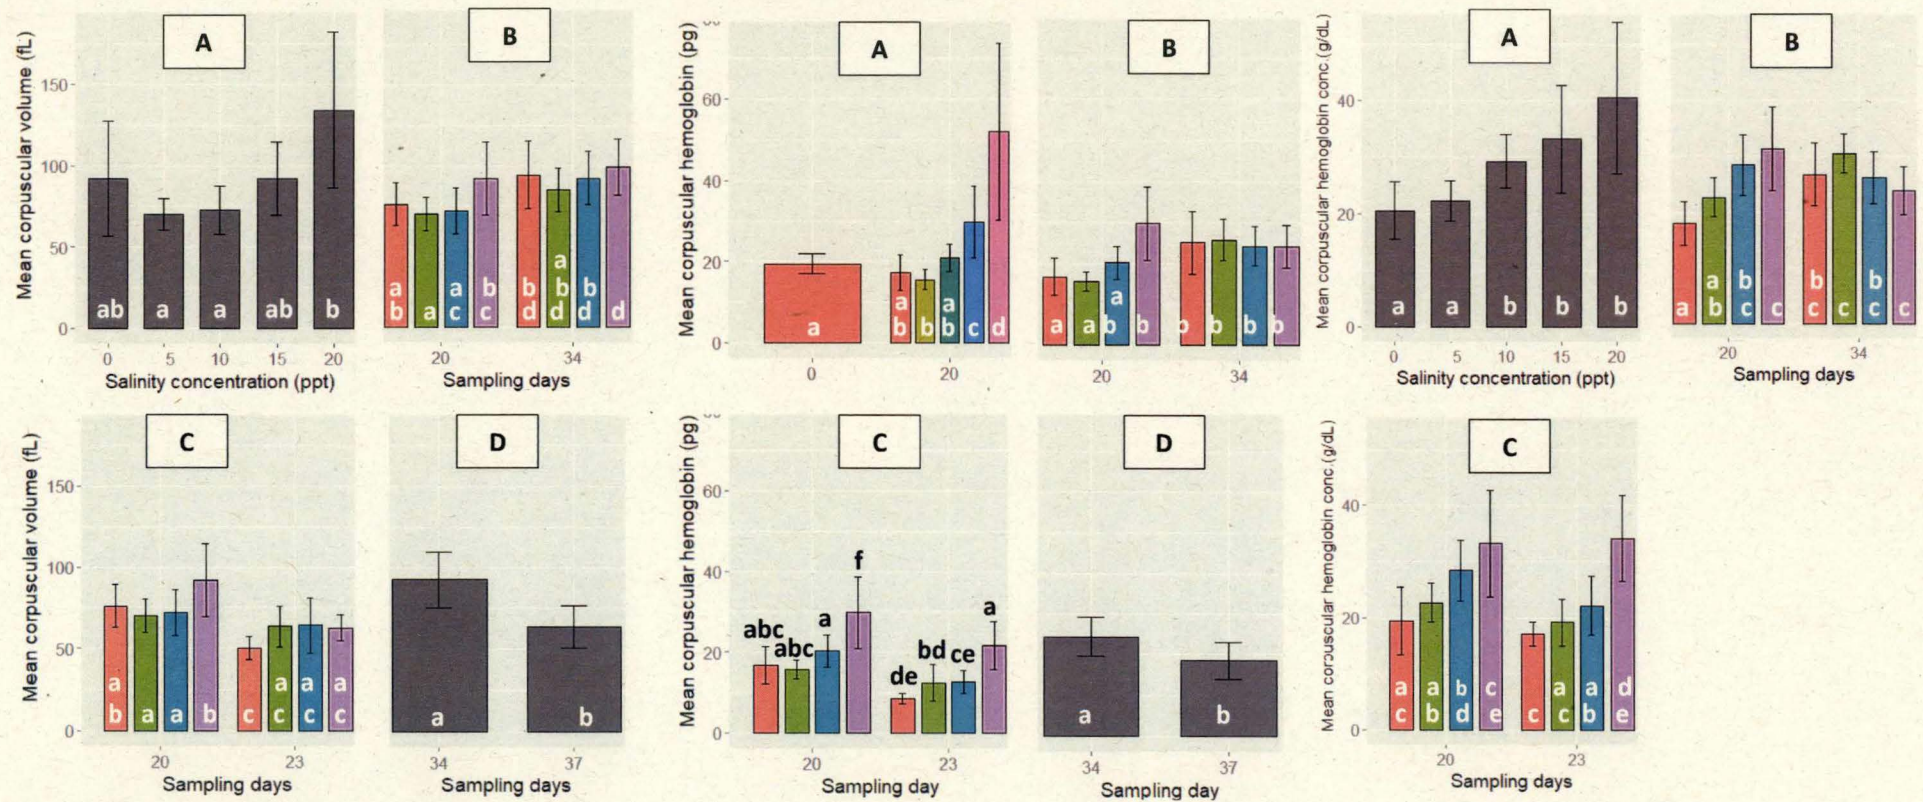 A
Mean corpuscular volume (fL)
150
100
50
0
ab
a
a
ab
b
0 5 10 15 20
Salinity concentration (ppt)
B
a
b
a
a
c
b
c
b
d
a
b
d
b
d
d
20 34
Sampling days
A
Mean corpuscular hemoglobin (pg)
60
40
20
0
a
a
b
b
a
b
c
d
0 20
B
a
a
a
b
b
b
b
b
b
20 34
Sampling days
A
Mean corpuscular hemoglobin conc.(g/dL)
40
20
0
a
a
b
b
b
0 5 10 15 20
Salinity concentration (ppt)
B
a
a
b
b
c
c
b
c
c
b
c
c
20 34
Sampling days
C
Mean corpuscular volume (fL)
150
100
50
0
a
b
a
a
b
c
a
c
a
c
a
c
20 23
Sampling days
D
a
b
34 37
Sampling days
C
Mean corpuscular hemoglobin (pg)
60
40
20
0
abc
abc
a
f
de
bd
ce
a
20 23
Sampling day
D
a
b
34 37
Sampling day
C
Mean corpuscular hemoglobin conc.(g/dL)
40
20
0
a
c
a
b
b
d
c
e
c
a
c
a
b
d
e
20 23
Sampling days